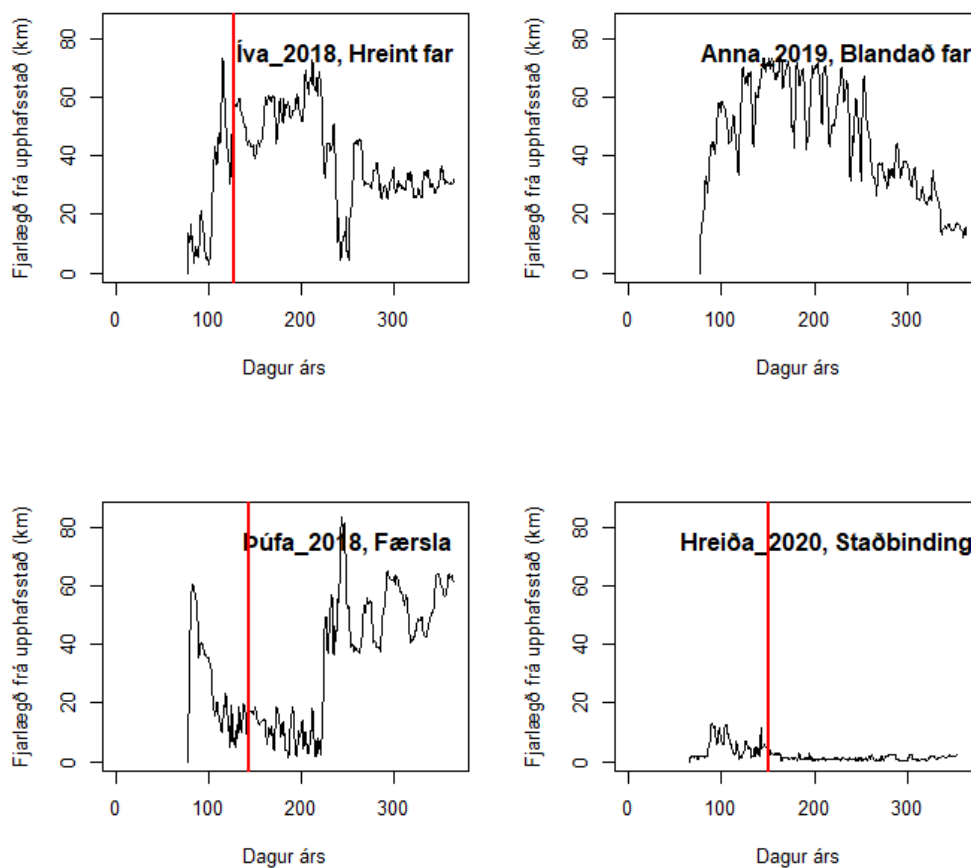 Fjarlægð frá upphafsstað (km)
0 20 40 60 80
Íva_2018, Hreint far
0 100 200 300
Dagur árs
Fjarlægð frá upphafsstað (km)
0 20 40 60 80
Anna_2019, Blandað far
0 100 200 300
Dagur árs
Fjarlægð frá upphafsstað (km)
0 20 40 60 80
Þúfa_2018, Færsla
0 100 200 300
Dagur árs
Fjarlægð frá upphafsstað (km)
0 20 40 60 80
Hreiða_2020, Staðbinding
0 100 200 300
Dagur árs